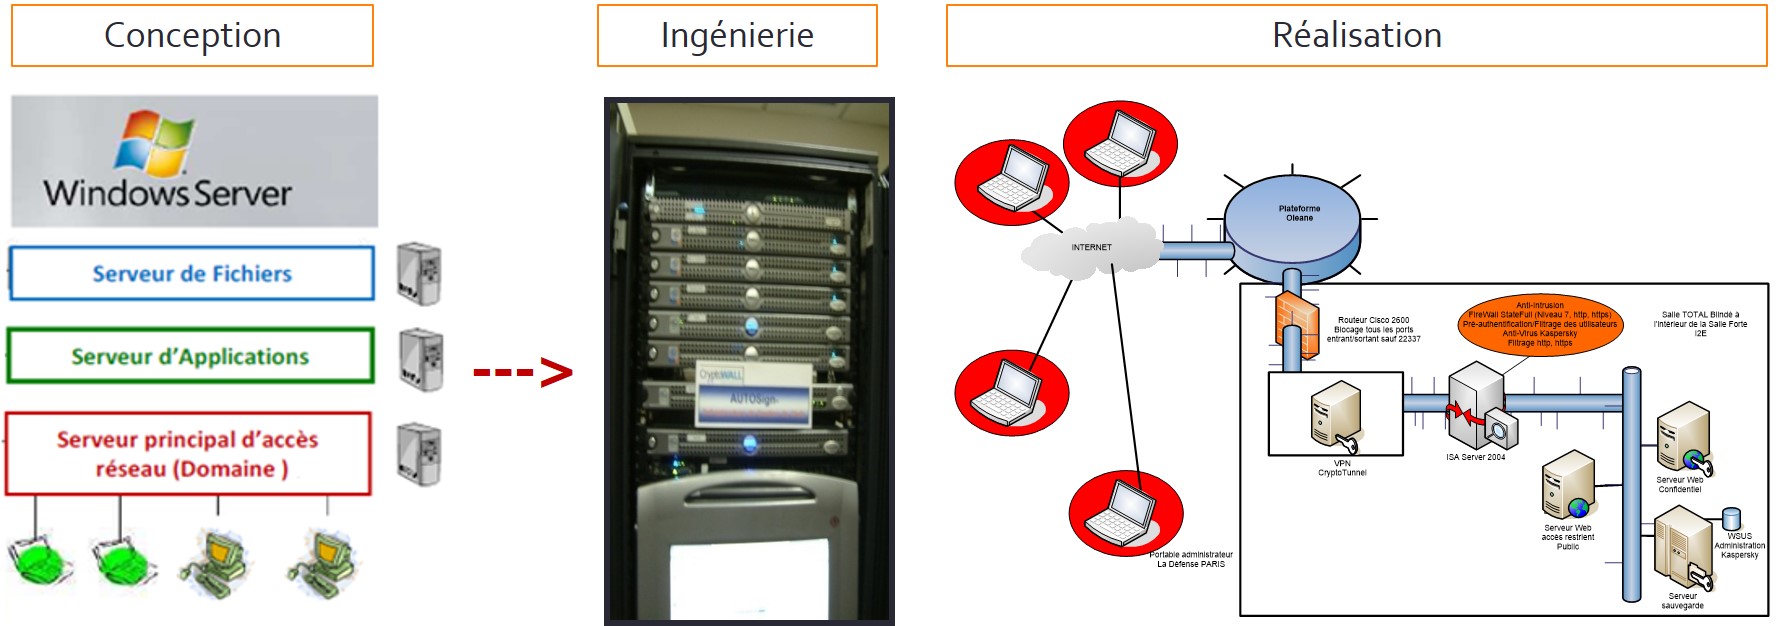 Conception
Ingénierie
Réalisation
Windows Server
Serveur de Fichiers
Serveur d'Applications
Serveur principal d'accès
réseau (Domaine )
--->
CryptoWALL
AUTOSign-
INTERNET
Plateforme
Oleane
Routeur Cisco 2600
Blocage tous les ports
entrant/sortant sauf 22337
Anti-Intrusion
FireWall StateFull (Niveau 7, http, https)
Pré-authentification/Filtrage des utilisateurs
Anti-Virus Kaspersky
Filtrage http, https
Salle TOTAL Blindé à
l'intérieur de la Salle Forte
I2E
VPN
CryptoTunnel
ISA Server 2004
Serveur Web
Confidentiel
Serveur Web
accès restrient
Public
WSUS
Administration
Kaspersky
Serveur
sauvegarde
Portable administrateur
La Défense PARIS